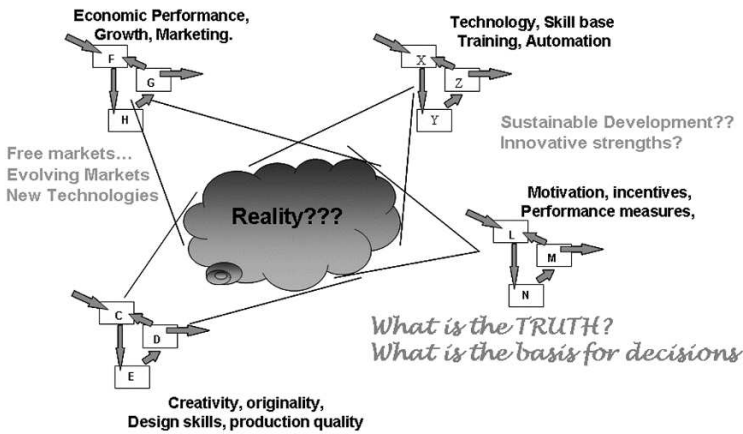 Economic Performance,
Growth, Marketing.
F
G
H
Technology, Skill base
Training, Automation
X
Z
Y
Sustainable Development??
Innovative strengths?
Free markets...
Evolving Markets
New Technologies
Reality???
Motivation, incentives,
Performance measures,
L
M
N
C
D
E
What is the TRUTH?
What is the basis for decisions
Creativity, originality,
Design skills, production quality